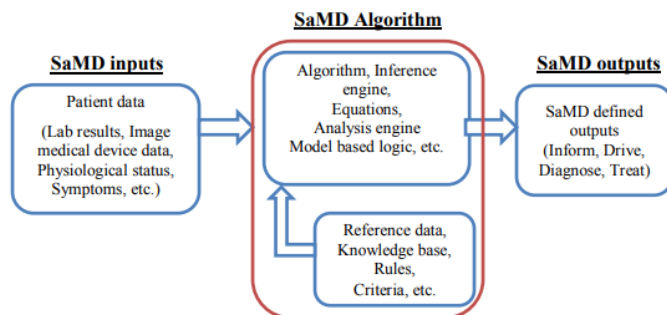 SaMD Algorithm
SaMD inputs
Patient data
(Lab results, Image
medical device data,
Physiological status,
Symptoms, etc.)
Algorithm, Inference
engine,
Equations,
Analysis engine
Model based logic, etc.
Reference data,
Knowledge base,
Rules,
Criteria, etc.
SaMD outputs
SaMD defined
outputs
(Inform, Drive,
Diagnose, Treat)